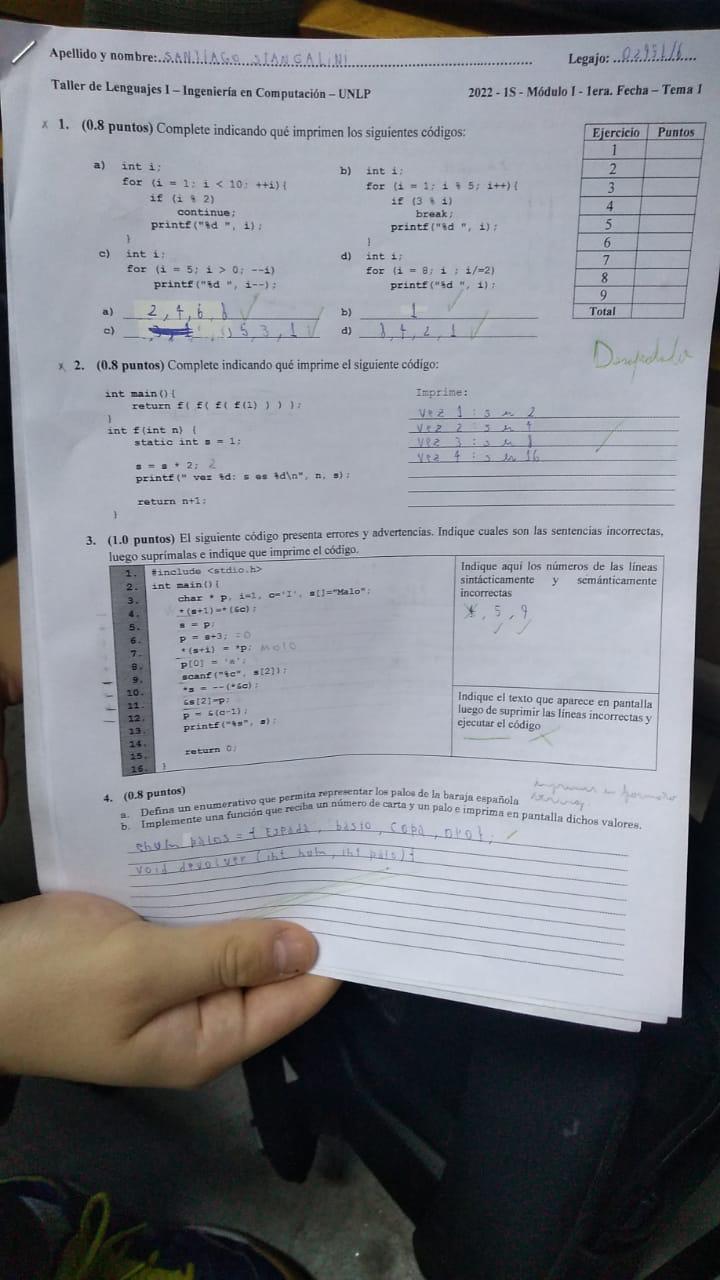 Apellido y nombre: SANTIAGO STANGALINI Legajo: 02951/6
Taller de Lenguajes I – Ingeniería en Computación – UNLP 2022 - 1S - Módulo I - 1era. Fecha – Tema 1
x 1. (0.8 puntos) Complete indicando qué imprimen los siguientes códigos:
Ejercicio Puntos
1
2
3
4
5
6
7
8
9
Total
a) int i;
for (i = 1; i < 10; ++i){
if (i % 2)
continue;
printf("%d ", i);
}
b) int i;
for (i = 1; i % 5; i++){
if (3 % i)
break;
printf("%d ", i);
}
c) int i;
for (i = 5; i > 0; --i)
printf("%d ", i--);
d) int i;
for (i = 8; i ; i/=2)
printf("%d ", i);
a) 2, 4, 6, 8
b) 1
c) 5, 3, 1
d) 8, 4, 2, 1
x 2. (0.8 puntos) Complete indicando qué imprime el siguiente código:
int main(){
return f( f( f( f(1) ) ) );
}
int f(int n) {
static int s = 1;
s = s * 2; 2
printf(" vez %d: s es %d\n", n, s);
return n+1;
}
Imprime:
vez 1 : s es 2
vez 2 : s es 4
vez 3 : s es 8
vez 4 : s es 16
3. (1.0 puntos) El siguiente código presenta errores y advertencias. Indique cuales son las sentencias incorrectas,
luego suprímalas e indique que imprime el código.
1. #include <stdio.h>
2. int main(){
3. char * p, i=1, c='I', s[]="Malo";
4. *(s+1)=*(&c);
5. s = p;
6. p = s+3; =0
7. *(s+i) = *p; Molo
8. p[0] = 'a';
9. scanf("%c", s[2]);
10. *s = --(*&c);
11. &s[2]=p;
12. p = &(c-1);
13. printf("%s", s);
14.
15. return 0;
16. }
Indique aquí los números de las líneas
sintácticamente y semánticamente
incorrectas
5, 9
Indique el texto que aparece en pantalla
luego de suprimir las líneas incorrectas y
ejecutar el código
4. (0.8 puntos)
a. Defina un enumerativo que permita representar los palos de la baraja española
b. Implemente una función que reciba un número de carta y un palo e imprima en pantalla dichos valores.
enum palos = { Espada, basto, copa, oro};
void devolver (int num, int palo){